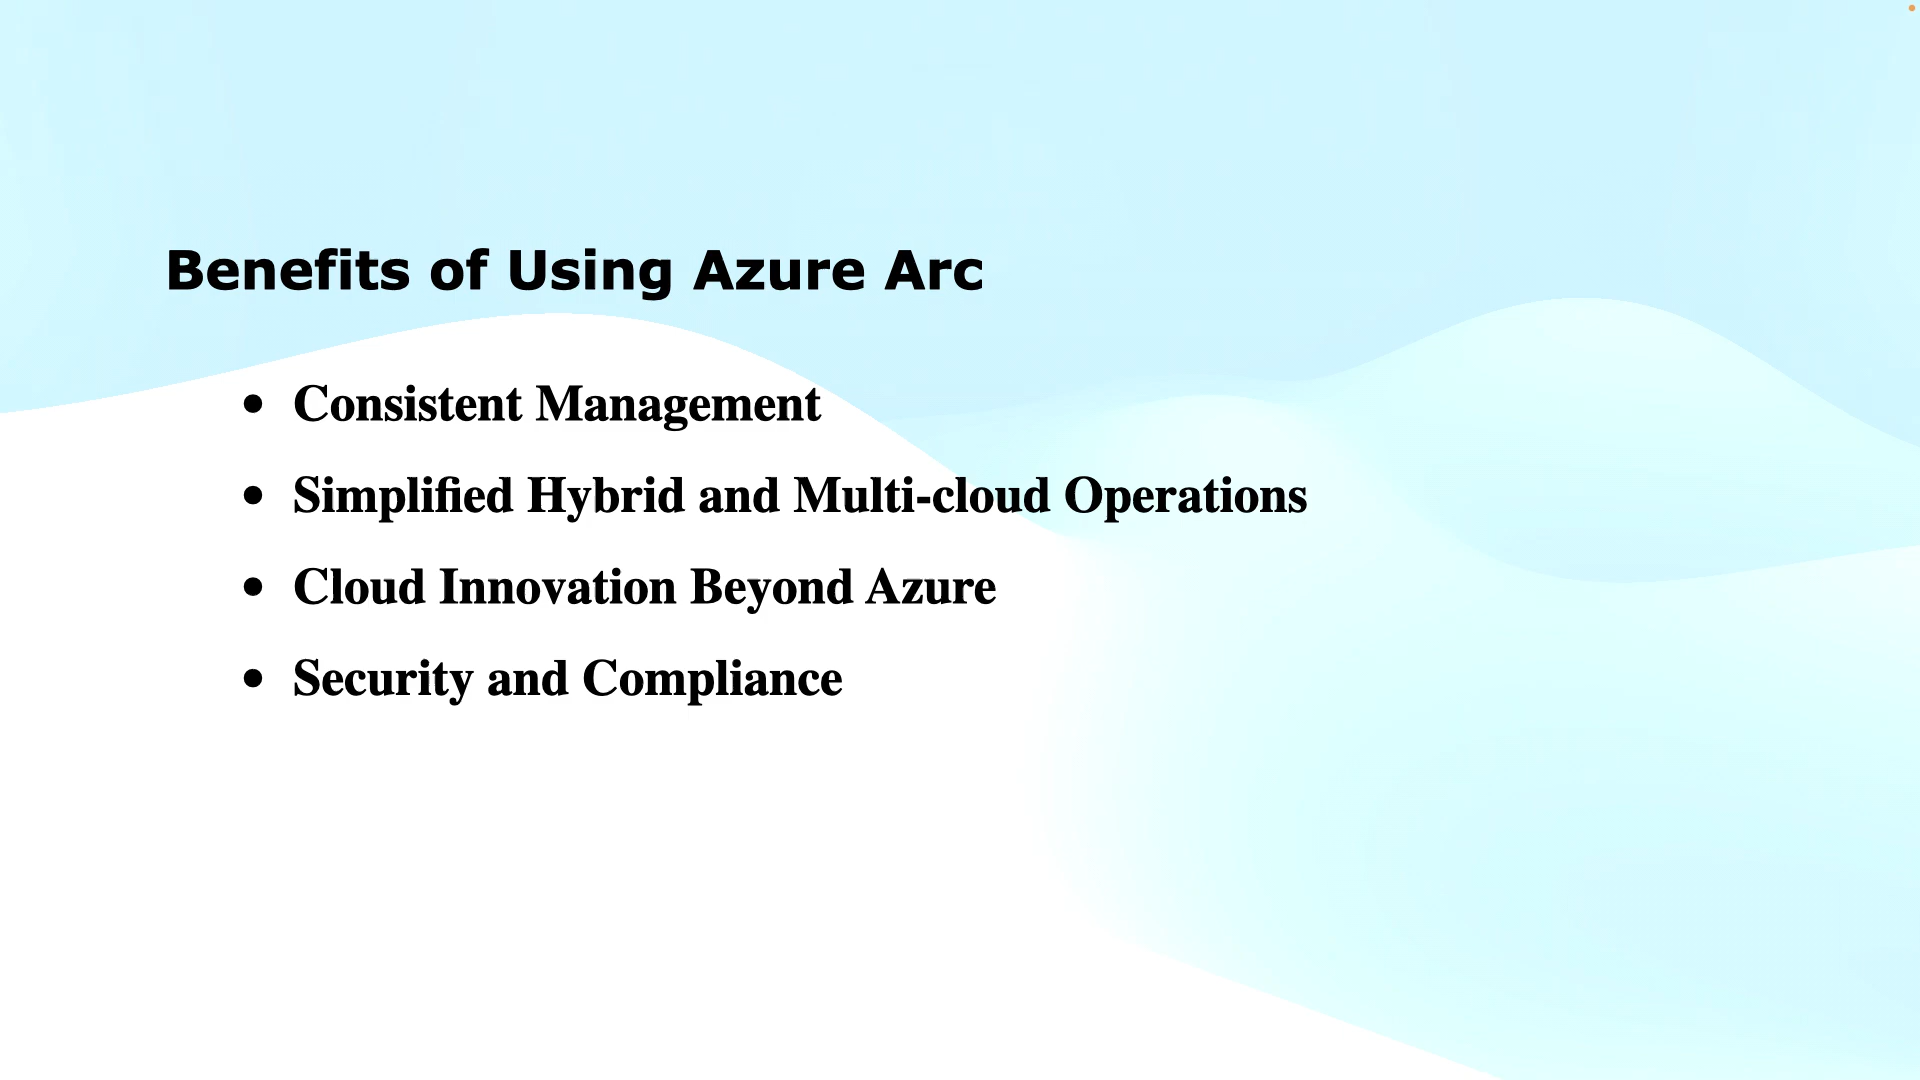 Benefits of Using Azure Arc
• Consistent Management
• Simplified Hybrid and Multi-cloud Operations
• Cloud Innovation Beyond Azure
• Security and Compliance